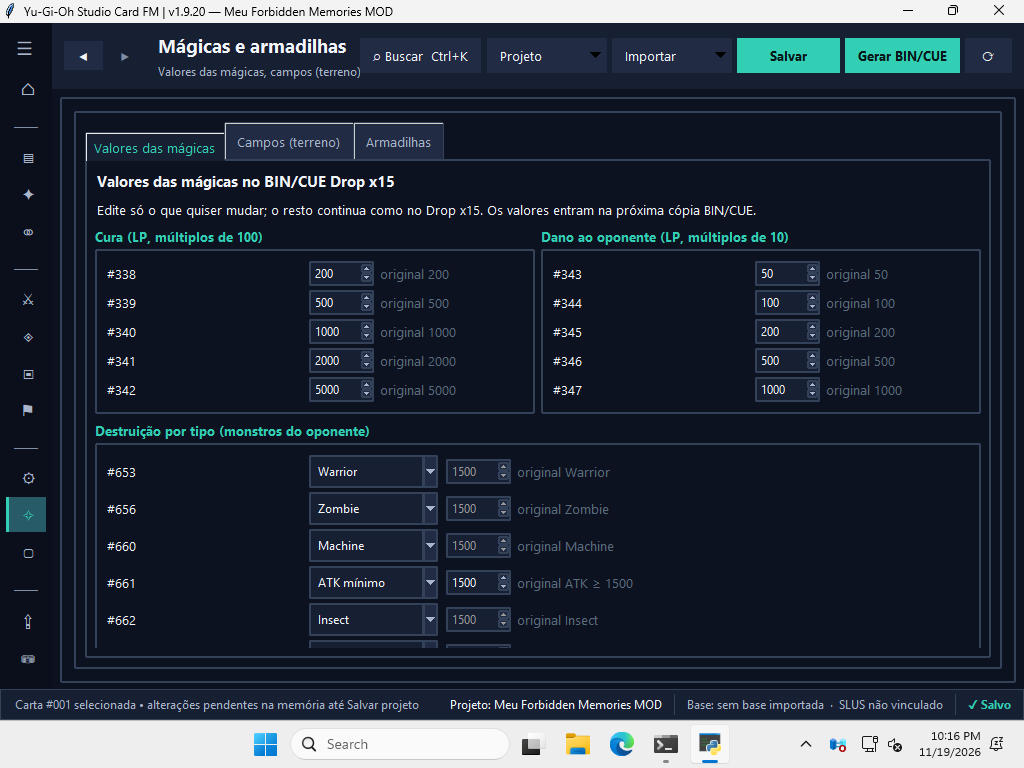 Yu-Gi-Oh Studio Card FM | v1.9.20 — Meu Forbidden Memories MOD
Mágicas e armadilhas
Valores das mágicas, campos (terreno)
Buscar Ctrl+K
Projeto
Importar
Salvar
Gerar BIN/CUE
Valores das mágicas
Campos (terreno)
Armadilhas
Valores das mágicas no BIN/CUE Drop x15
Edite só o que quiser mudar; o resto continua como no Drop x15. Os valores entram na próxima cópia BIN/CUE.
Cura (LP, múltiplos de 100)
#338 200 original 200
#339 500 original 500
#340 1000 original 1000
#341 2000 original 2000
#342 5000 original 5000
Dano ao oponente (LP, múltiplos de 10)
#343 50 original 50
#344 100 original 100
#345 200 original 200
#346 500 original 500
#347 1000 original 1000
Destruição por tipo (monstros do oponente)
#653 Warrior 1500 original Warrior
#656 Zombie 1500 original Zombie
#660 Machine 1500 original Machine
#661 ATK mínimo 1500 original ATK ≥ 1500
#662 Insect 1500 original Insect
Carta #001 selecionada • alterações pendentes na memória até Salvar projeto
Projeto: Meu Forbidden Memories MOD
Base: sem base importada · SLUS não vinculado
✓ Salvo
Search
10:16 PM
11/19/2026